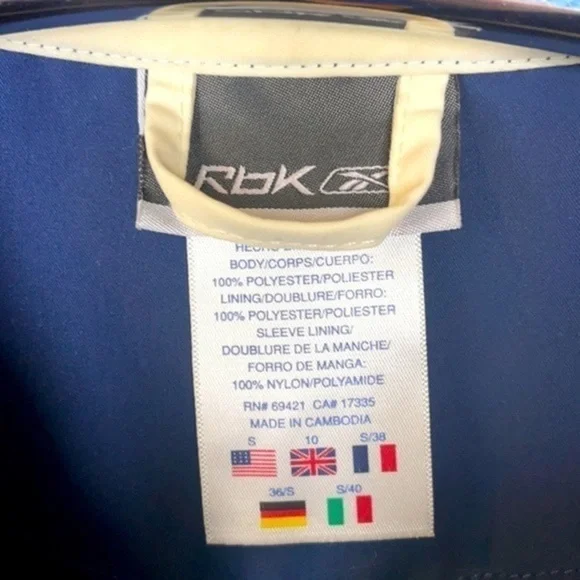 RbK
BODY/CORPS/CUERPO:
100% POLYESTER/POLIESTER
LINING/DOUBLURE/FORRO:
100% POLYESTER/POLIESTER
SLEEVE LINING/
DOUBLURE DE LA MANCHE/
FORRO DE MANGA:
100% NYLON/POLYAMIDE
RN# 69421 CA# 17335
MADE IN CAMBODIA
S 10 S/38
36/S S/40